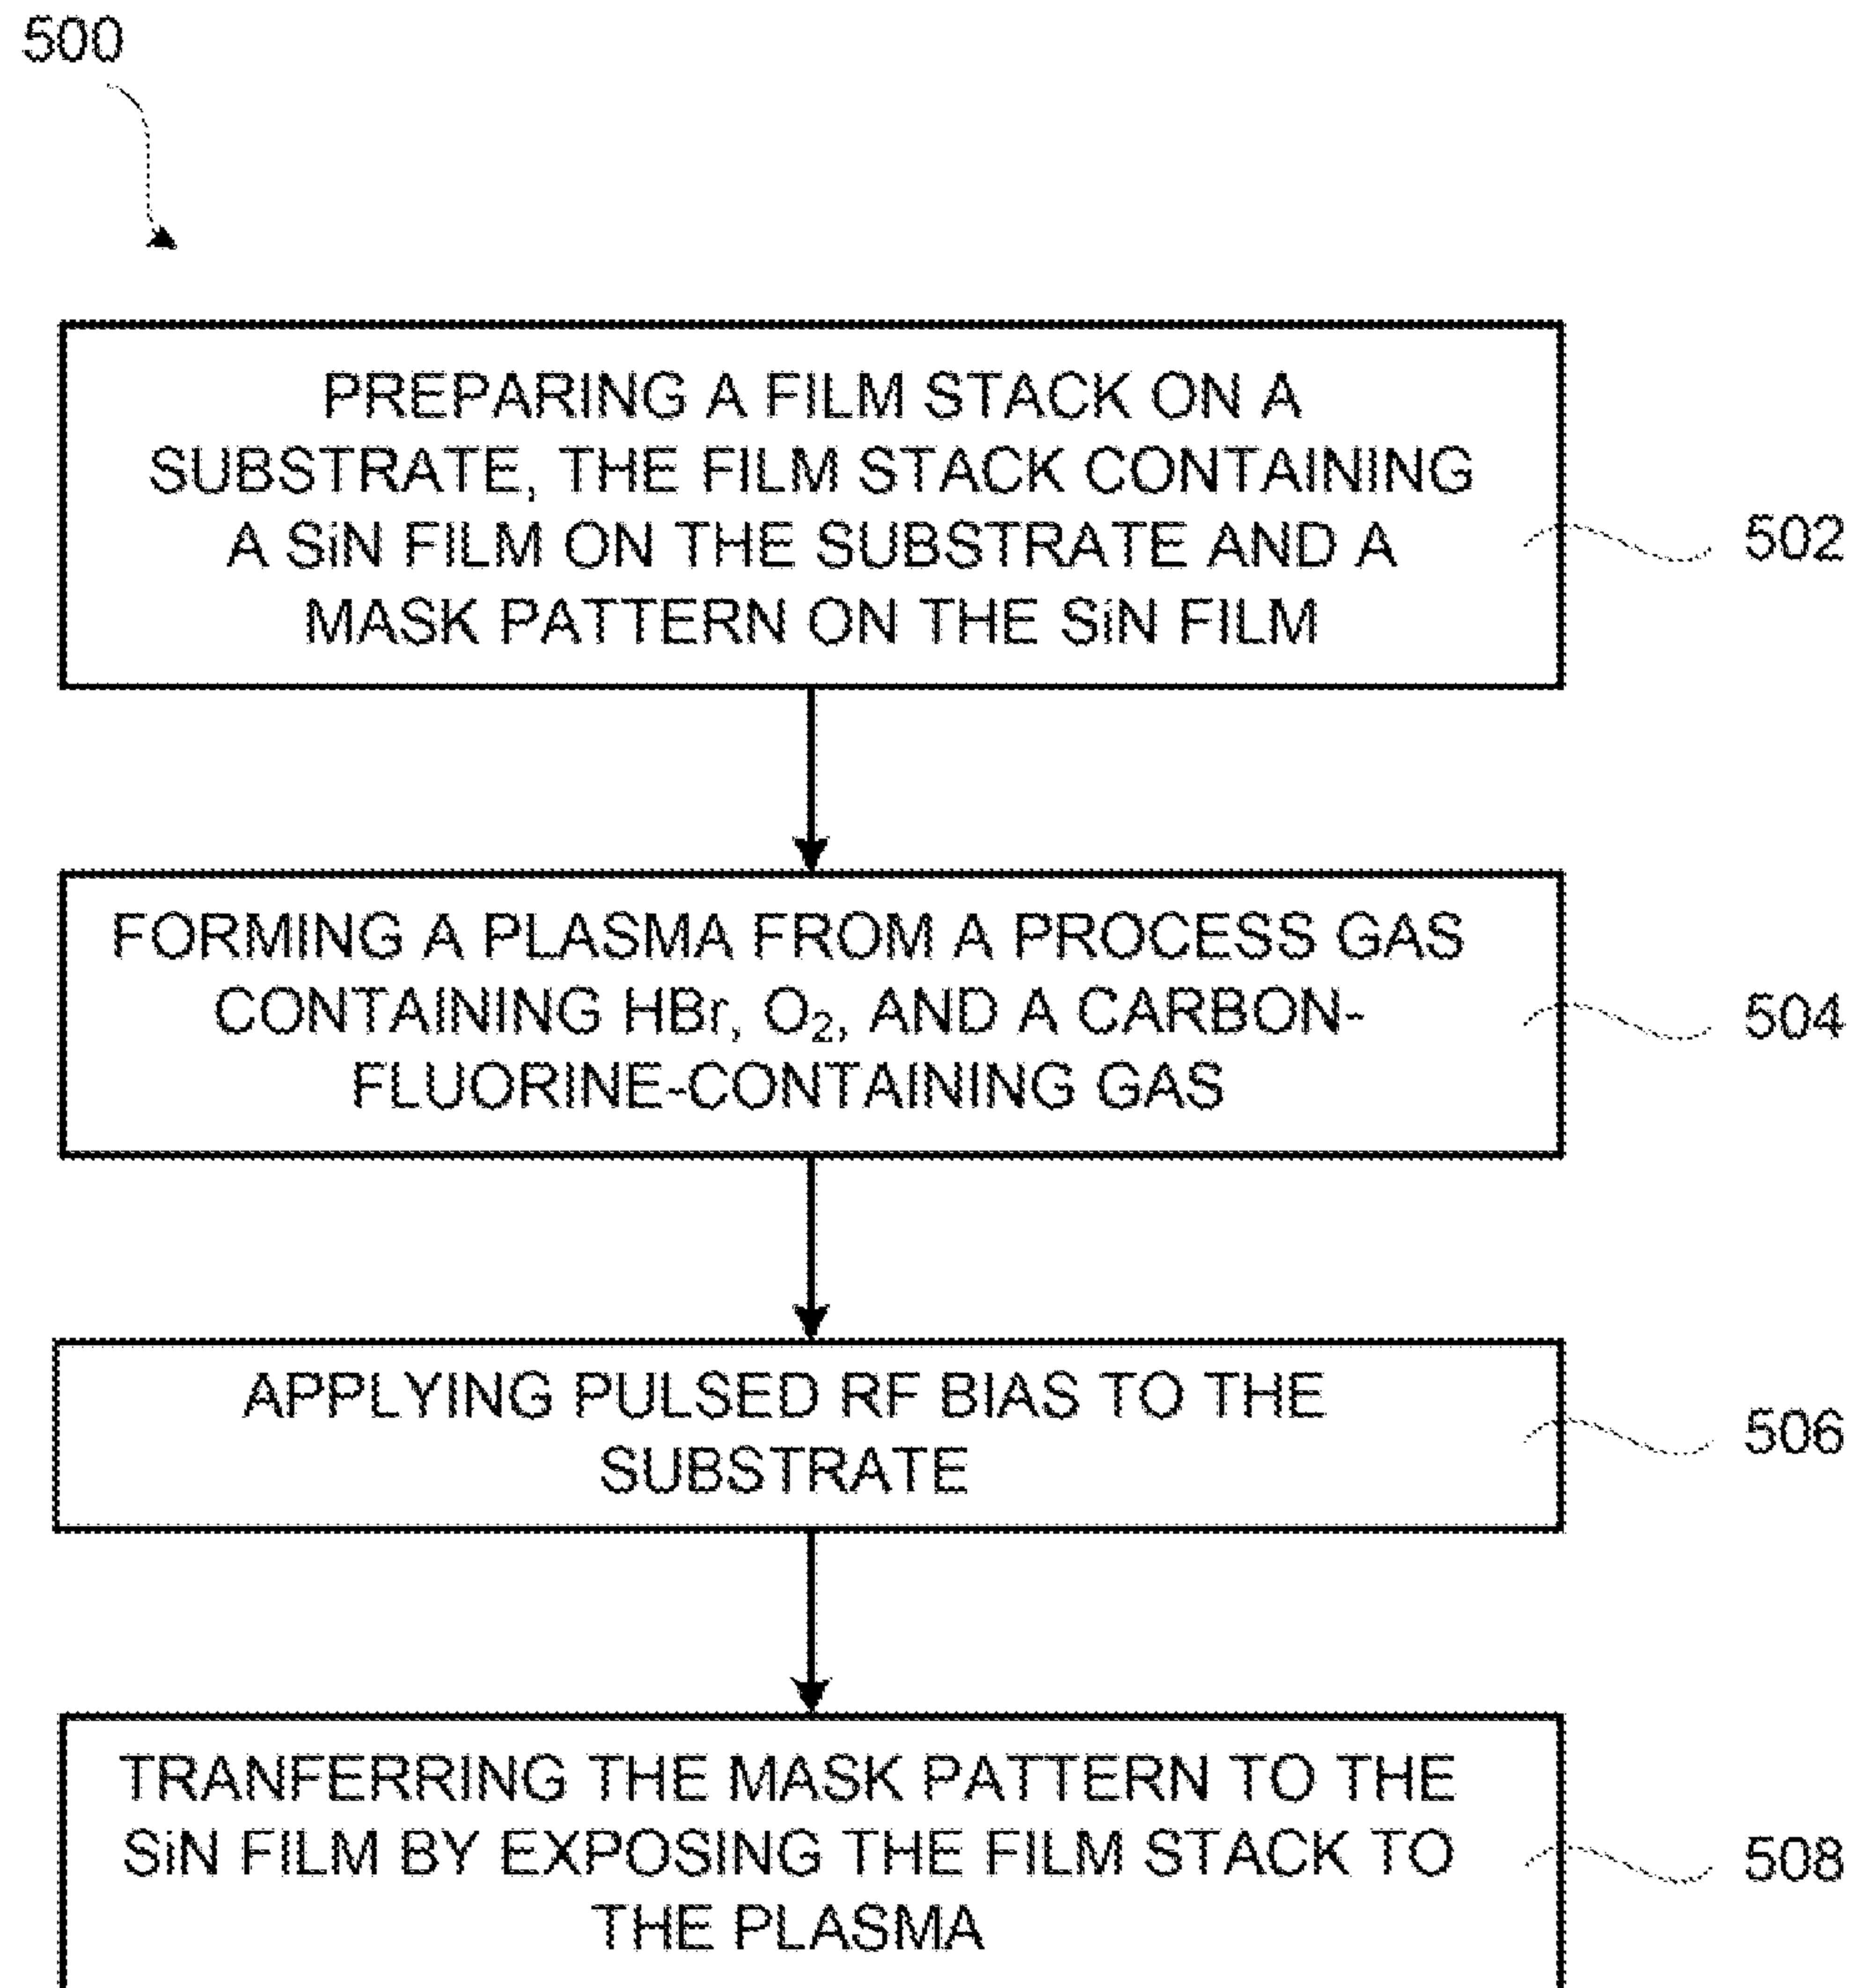 500
PREPARING A FILM STACK ON A
SUBSTRATE, THE FILM STACK CONTAINING
A SiN FILM ON THE SUBSTRATE AND A
MASK PATTERN ON THE SiN FILM
502
FORMING A PLASMA FROM A PROCESS GAS
CONTAINING HBr, O₂, AND A CARBON-
FLUORINE-CONTAINING GAS
504
APPLYING PULSED RF BIAS TO THE
SUBSTRATE
506
TRANFERRING THE MASK PATTERN TO THE
SiN FILM BY EXPOSING THE FILM STACK TO
THE PLASMA
508